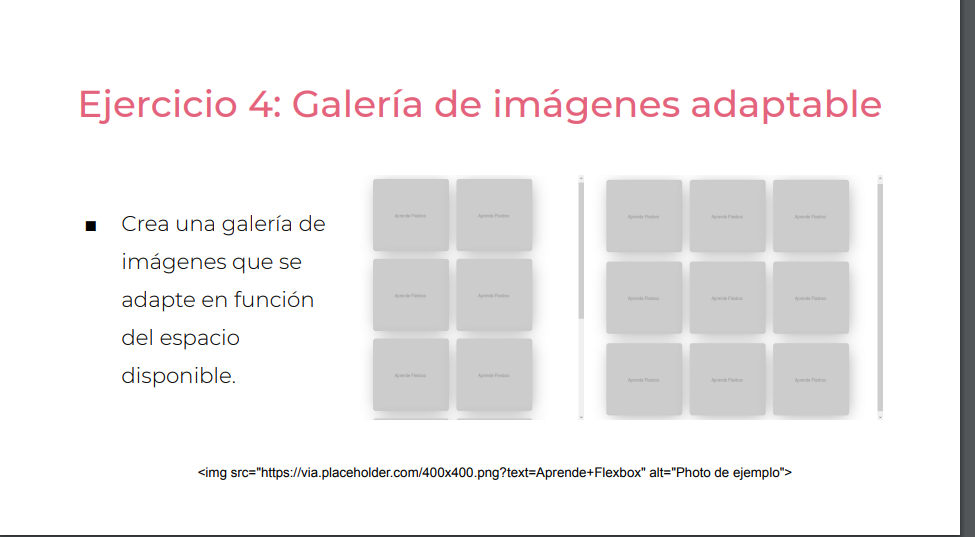 Ejercicio 4: Galería de imágenes adaptable
▪ Crea una galería de
imágenes que se
adapte en función
del espacio
disponible.
Aprende Flexbox Aprende Flexbox Aprende Flexbox Aprende Flexbox Aprende Flexbox
Aprende Flexbox Aprende Flexbox Aprende Flexbox Aprende Flexbox Aprende Flexbox
Aprende Flexbox Aprende Flexbox Aprende Flexbox Aprende Flexbox Aprende Flexbox
<img src="https://via.placeholder.com/400x400.png?text=Aprende+Flexbox" alt="Photo de ejemplo">